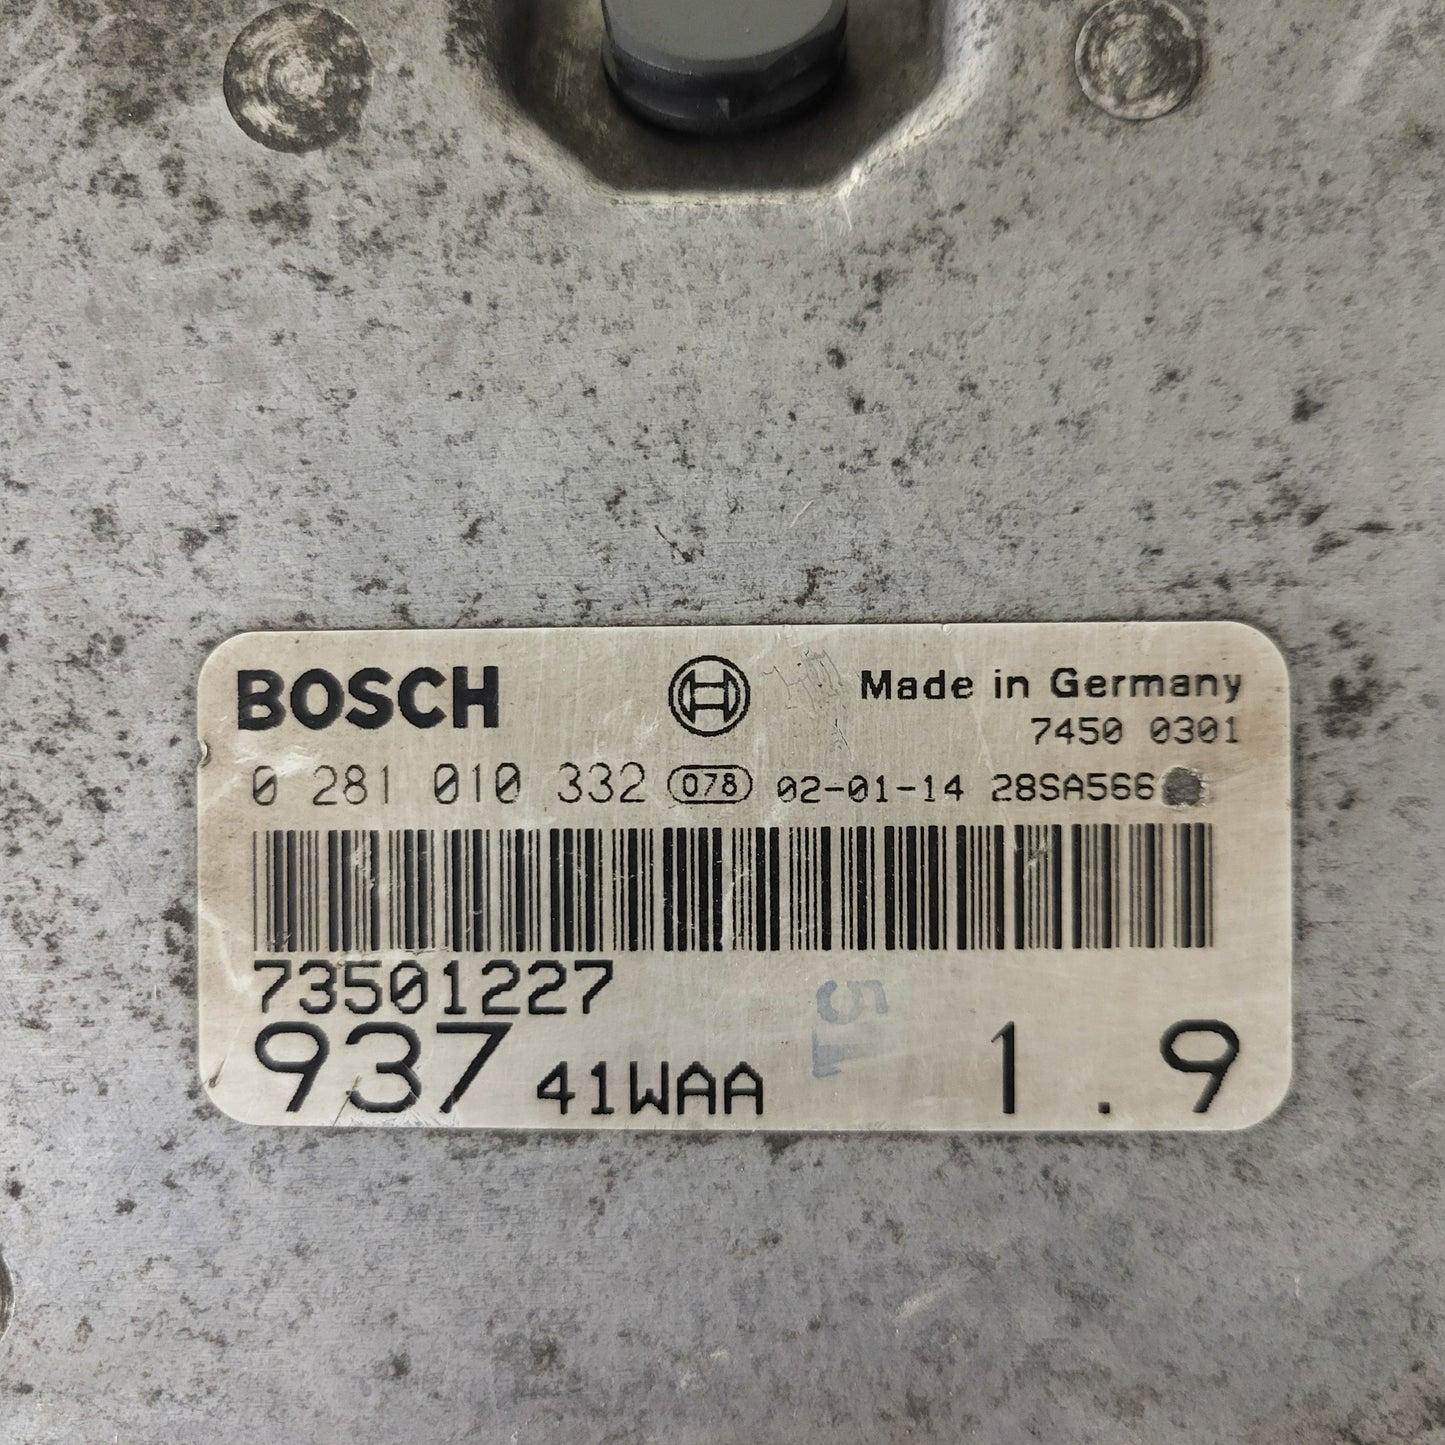 BOSCH
Made in Germany
7450 0301
0 281 010 332 078 02-01-14 28SA566
73501227
937 41WAA 1.9
15